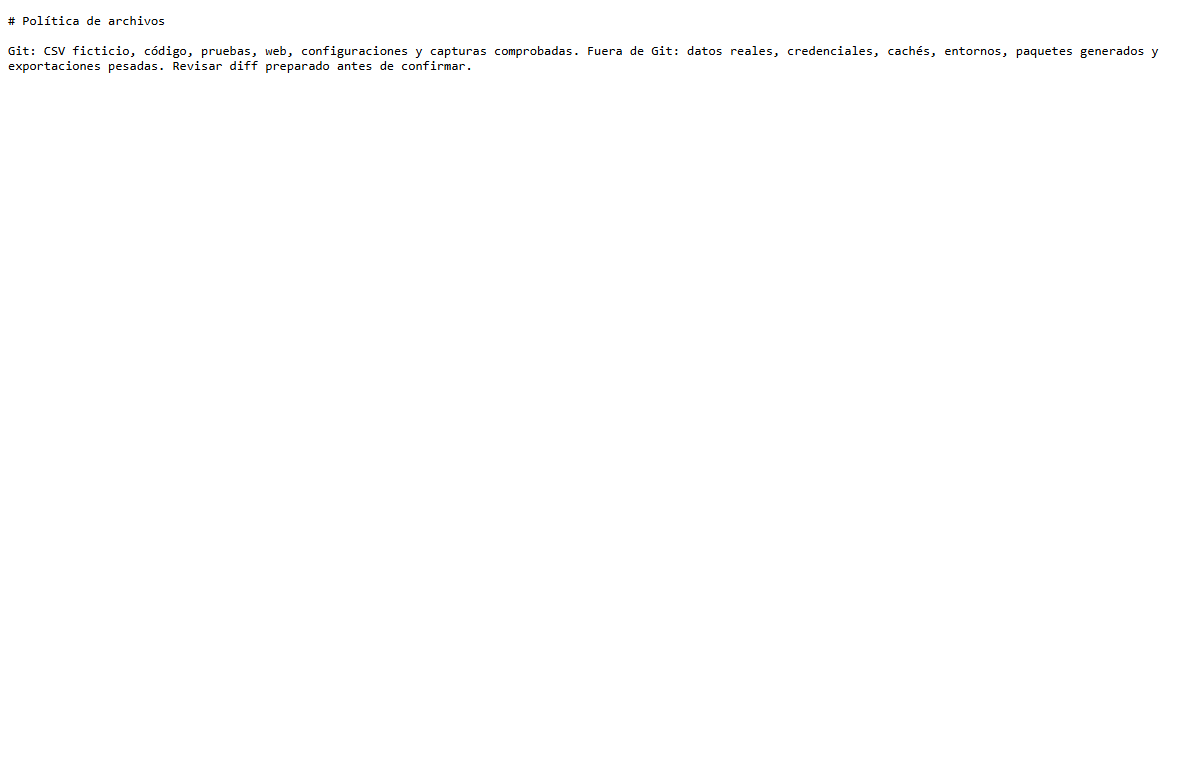 # Política de archivos
Git: CSV ficticio, código, pruebas, web, configuraciones y capturas comprobadas. Fuera de Git: datos reales, credenciales, cachés, entornos, paquetes generados y
exportaciones pesadas. Revisar diff preparado antes de confirmar.